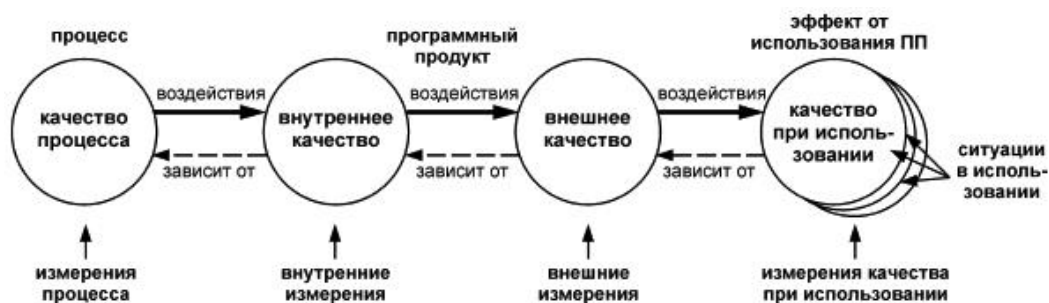 процесс
программный
продукт
эффект от
использования ПП
качество
процесса
воздействия
зависит от
внутреннее
качество
воздействия
зависит от
внешнее
качество
воздействия
зависит от
качество
при исполь-
зовании
ситуации
в исполь-
зовании
измерения
процесса
внутренние
измерения
внешние
измерения
измерения качества
при использовании